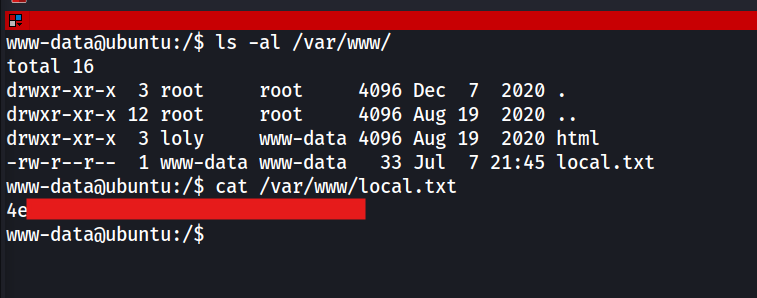 www-data@ubuntu:/$ ls -al /var/www/
total 16
drwxr-xr-x  3 root     root     4096 Dec  7  2020 .
drwxr-xr-x 12 root     root     4096 Aug 19  2020 ..
drwxr-xr-x  3 loly     www-data 4096 Aug 19  2020 html
-rw-r--r--  1 www-data www-data   33 Jul  7 21:45 local.txt
www-data@ubuntu:/$ cat /var/www/local.txt
4e
www-data@ubuntu:/$